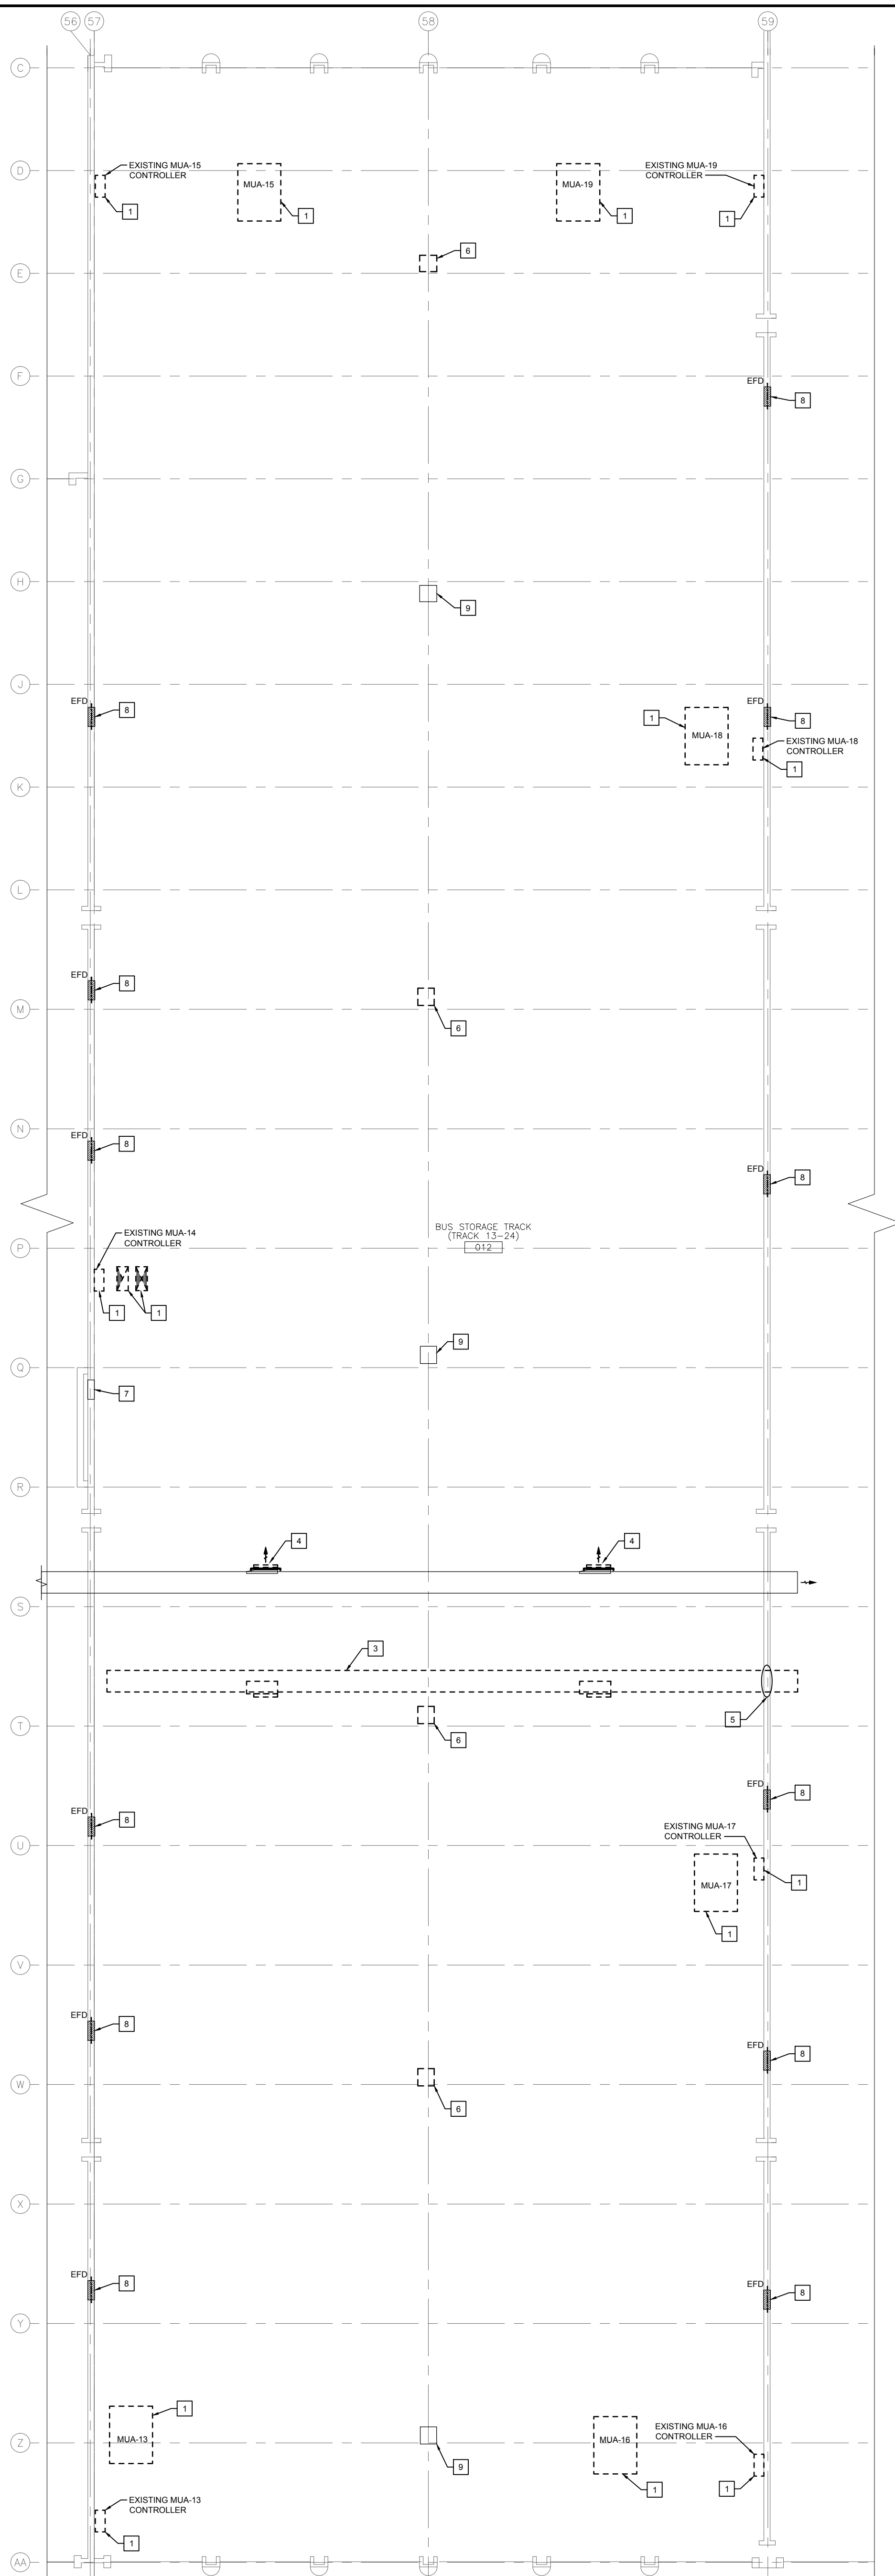 56 57 58 59
C
D
EXISTING MUA-15
CONTROLLER
1
MUA-15
1
MUA-19
1
EXISTING MUA-19
CONTROLLER
1
6
E
F
EFD
8
G
H
9
J
EFD
8
1
MUA-18
EFD
8
EXISTING MUA-18
CONTROLLER
1
K
L
EFD
8
M
6
N
EFD
8
EFD
8
BUS STORAGE TRACK
(TRACK 13-24)
012
P
EXISTING MUA-14
CONTROLLER
1
1
9
Q
7
R
4
4
S
3
5
T
6
EFD
8
EFD
8
U
EXISTING MUA-17
CONTROLLER
1
MUA-17
1
V
EFD
8
EFD
8
W
6
X
EFD
8
EFD
8
Y
1
MUA-13
Z
9
MUA-16
1
EXISTING MUA-16
CONTROLLER
1
EXISTING MUA-13
CONTROLLER
1
AA